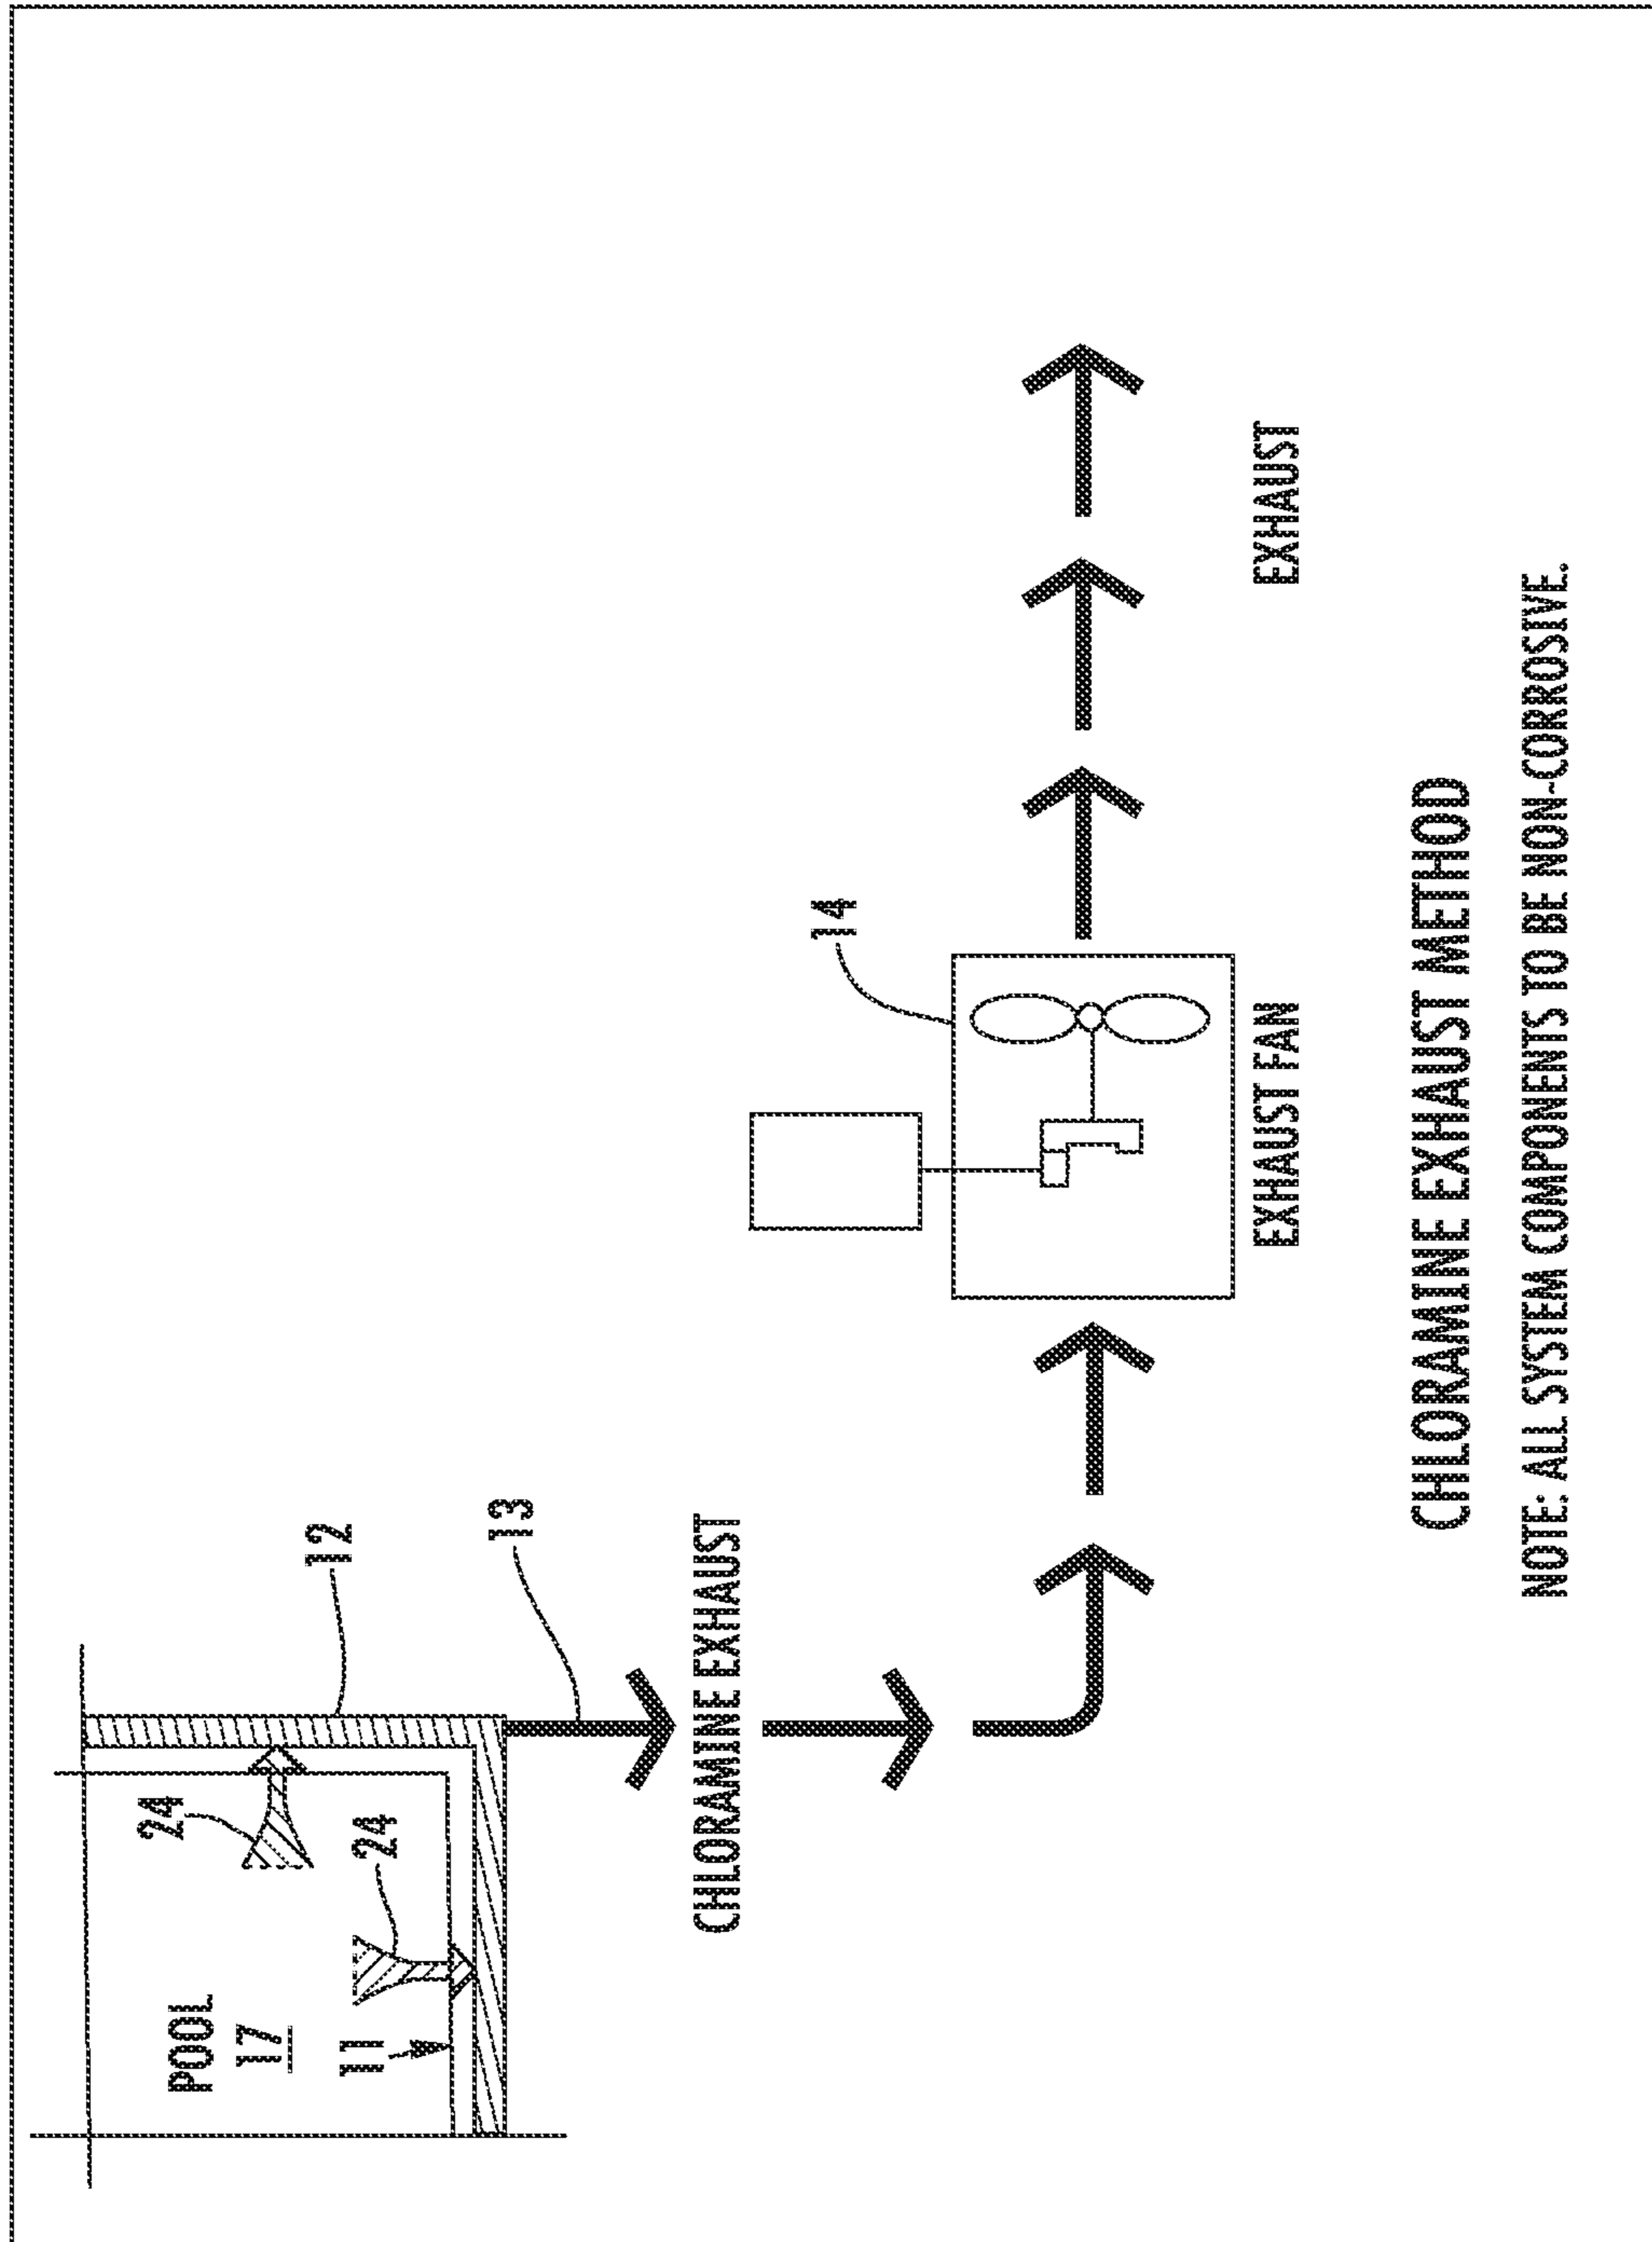 POOL
17
11
24
24
12
13
CHLORAMINE EXHAUST
14
EXHAUST FAN
EXHAUST
CHLORAMINE EXHAUST METHOD
NOTE: ALL SYSTEM COMPONENTS TO BE NON-CORROSIVE.